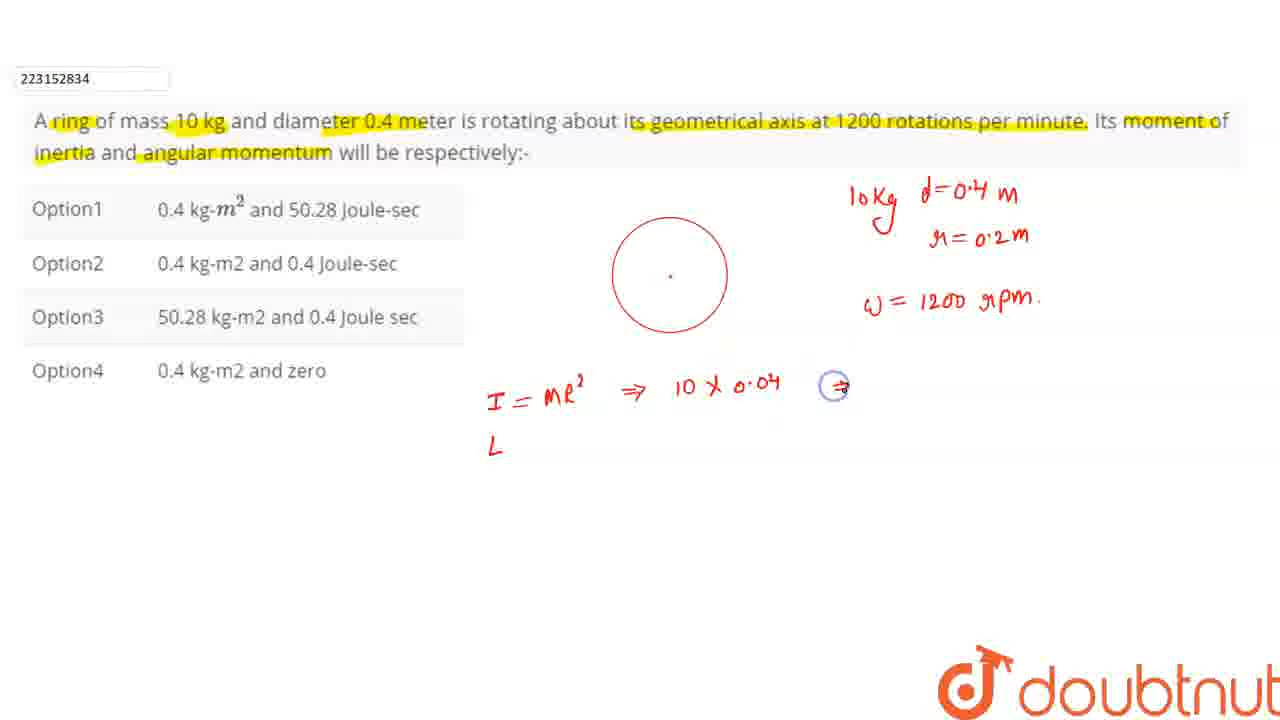 223152834
A ring of mass 10 kg and diameter 0.4 meter is rotating about its geometrical axis at 1200 rotations per minute. Its moment of
inertia and angular momentum will be respectively:-
Option1 0.4 kg-m² and 50.28 Joule-sec
Option2 0.4 kg-m2 and 0.4 Joule-sec
Option3 50.28 kg-m2 and 0.4 Joule sec
Option4 0.4 kg-m2 and zero
10 Kg d=0.4 m
r=0.2m
ω = 1200 rpm.
I = MR² ⇒ 10 × 0.04 ⇒
L
doubtnut